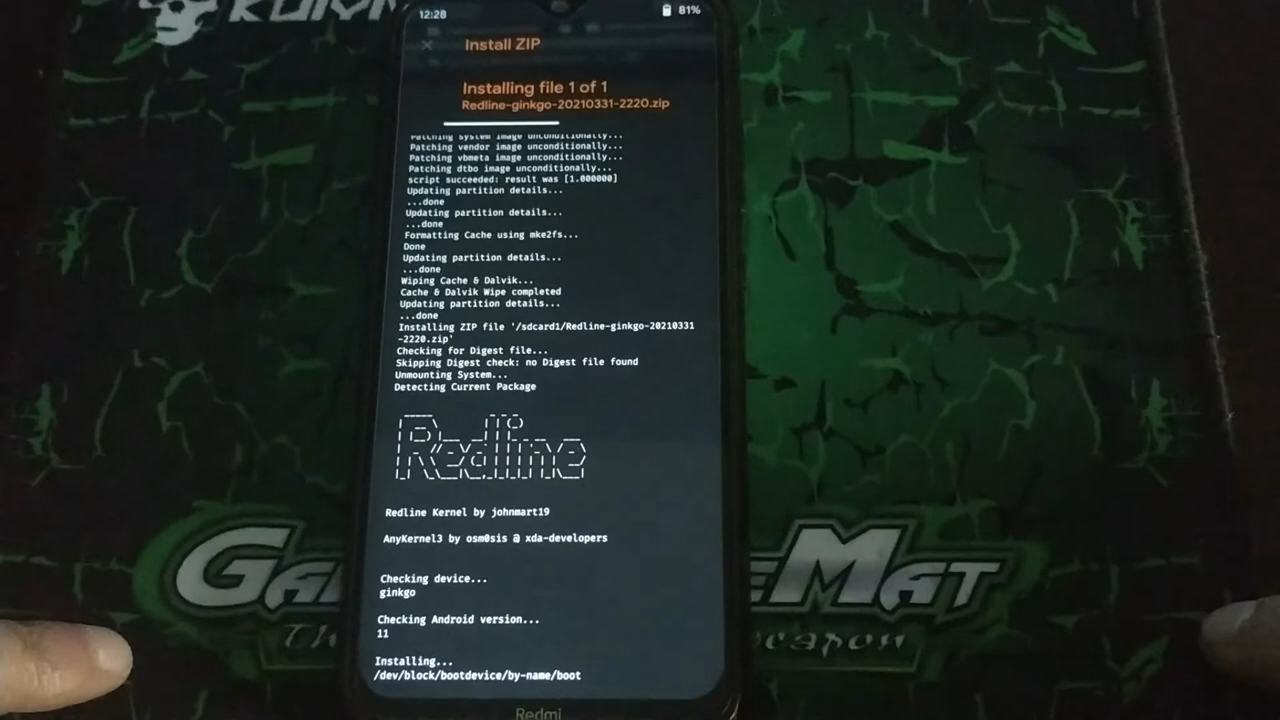 12:28
81%
Install ZIP
Installing file 1 of 1
Redline-ginkgo-20210331-2220.zip
Patching system image unconditionally...
Patching vendor image unconditionally...
Patching vbmeta image unconditionally...
Patching dtbo image unconditionally...
script succeeded: result was [1.000000]
Updating partition details...
...done
Updating partition details...
...done
Formatting Cache using mke2fs...
Done
Updating partition details...
...done
Wiping Cache & Dalvik...
Cache & Dalvik Wipe completed
Updating partition details...
...done
Installing ZIP file '/sdcard1/Redline-ginkgo-20210331
-2220.zip'
Checking for Digest file...
Skipping Digest check: no Digest file found
Unmounting System...
Detecting Current Package
Redline
Redline Kernel by johnmart19
AnyKernel3 by osm0sis @ xda-developers
Checking device...
ginkgo
Checking Android version...
11
Installing...
/dev/block/bootdevice/by-name/boot
Redmi
Mat